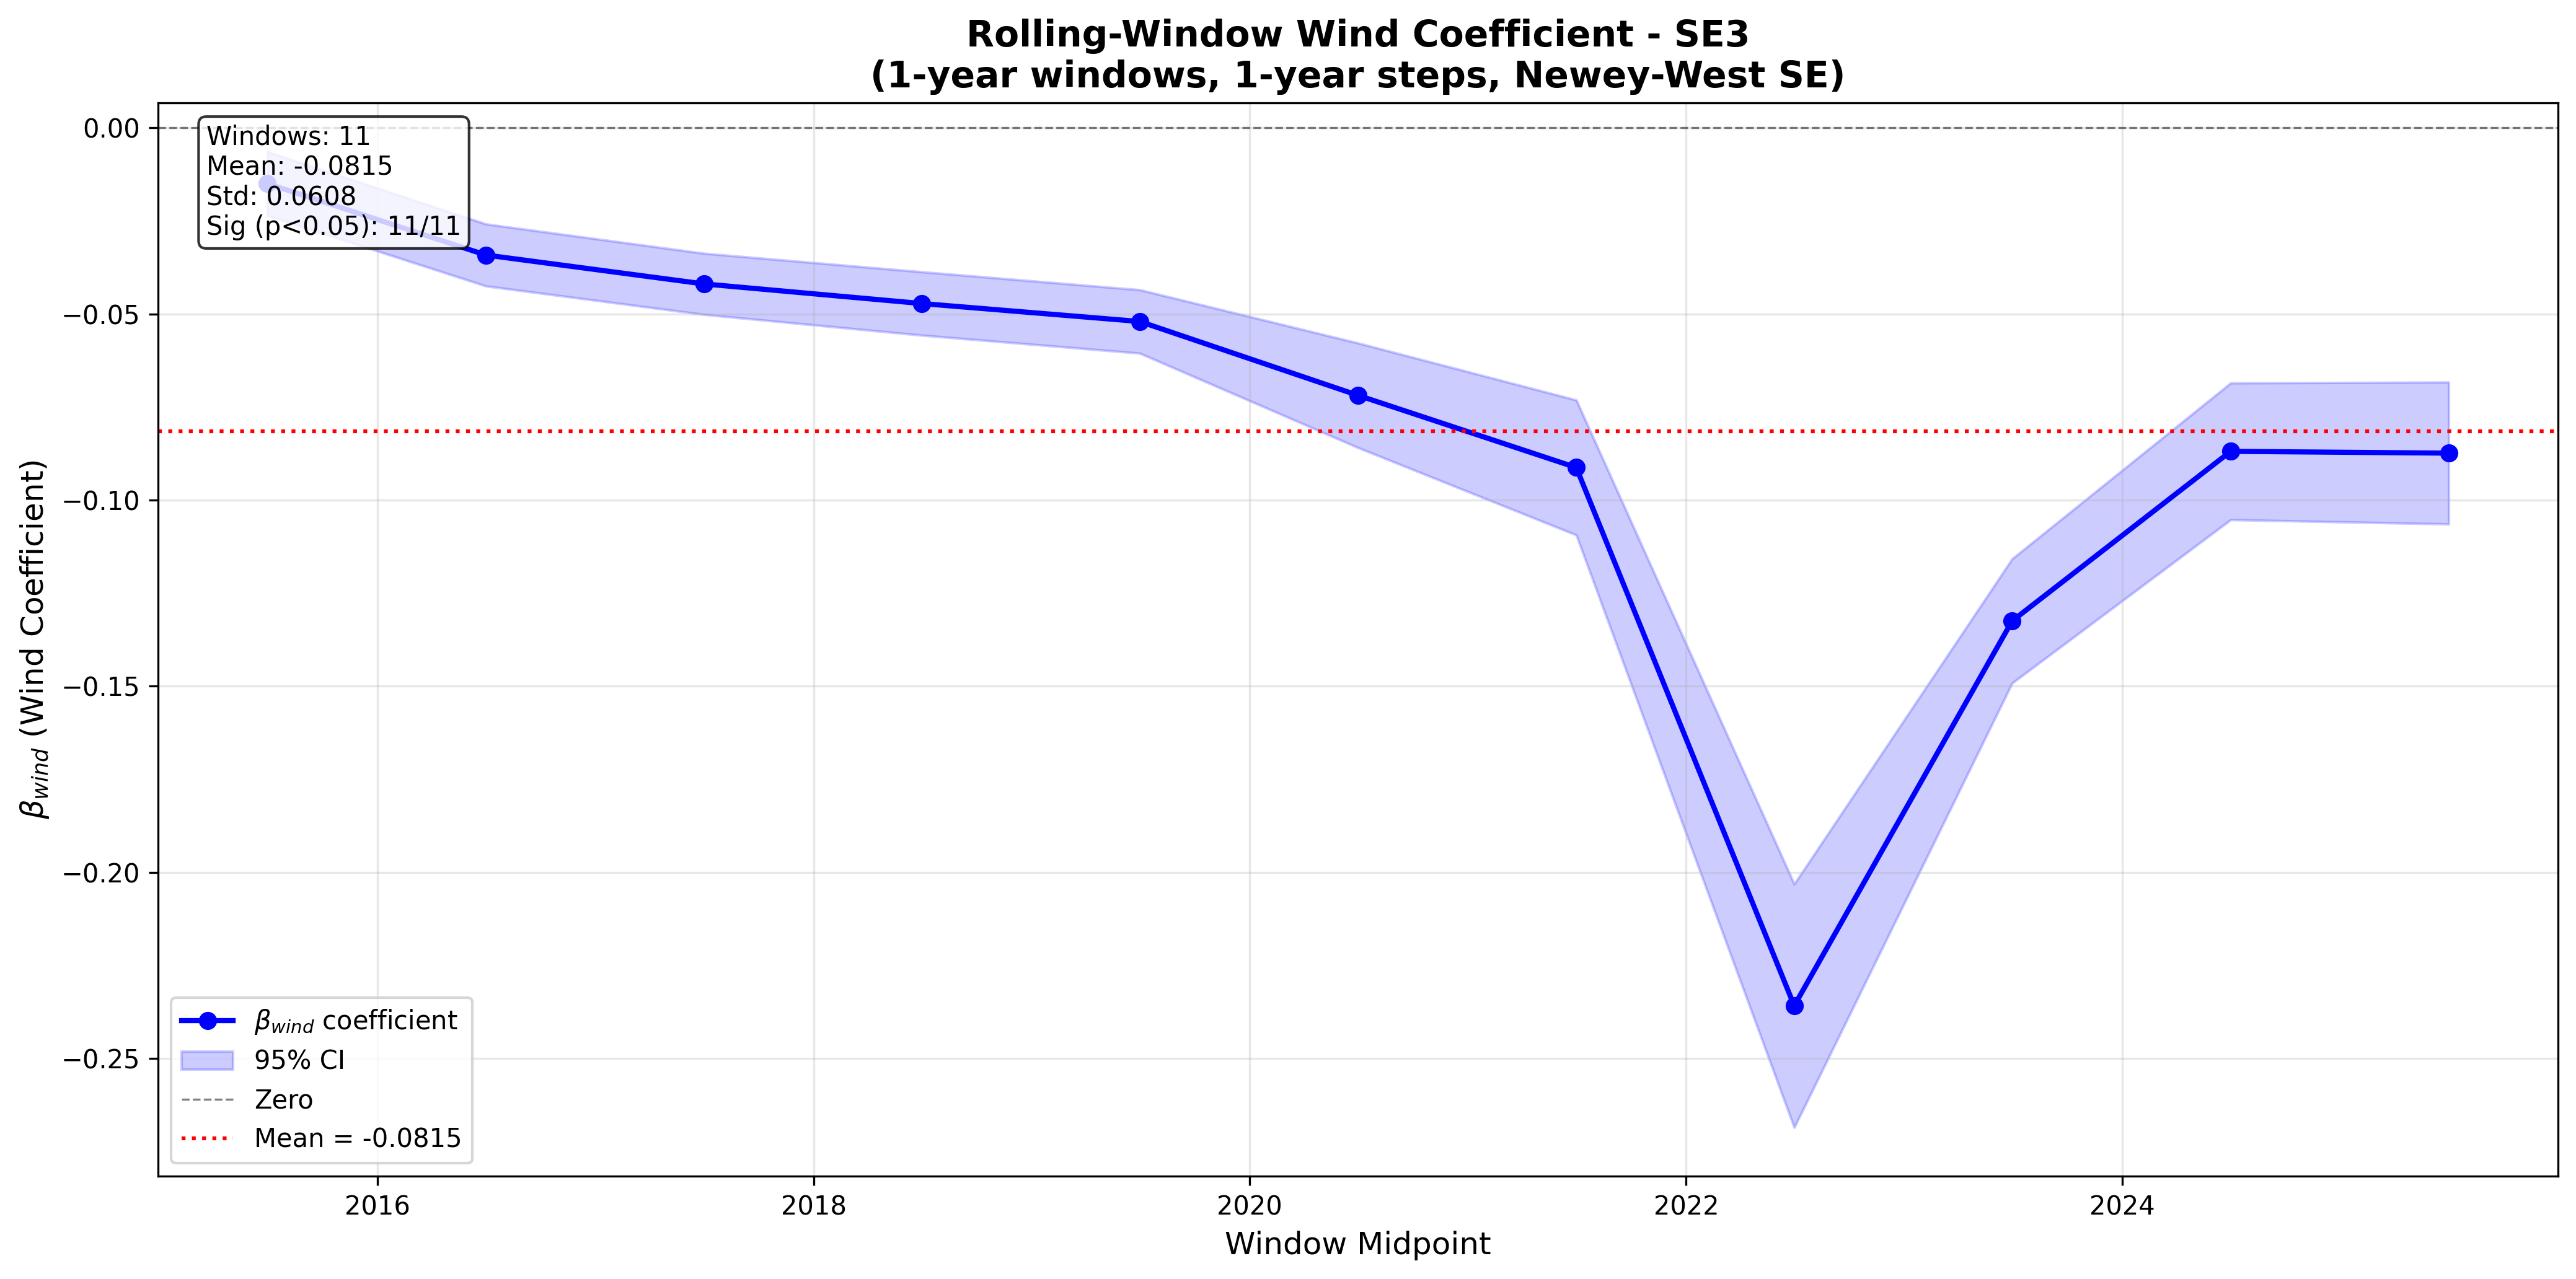 Rolling-Window Wind Coefficient - SE3
(1-year windows, 1-year steps, Newey-West SE)
Windows: 11
Mean: -0.0815
Std: 0.0608
Sig (p<0.05): 11/11
0.00
−0.05
−0.10
−0.15
−0.20
−0.25
β_wind (Wind Coefficient)
β_wind coefficient
95% CI
Zero
Mean = -0.0815
2016
2018
2020
2022
2024
Window Midpoint